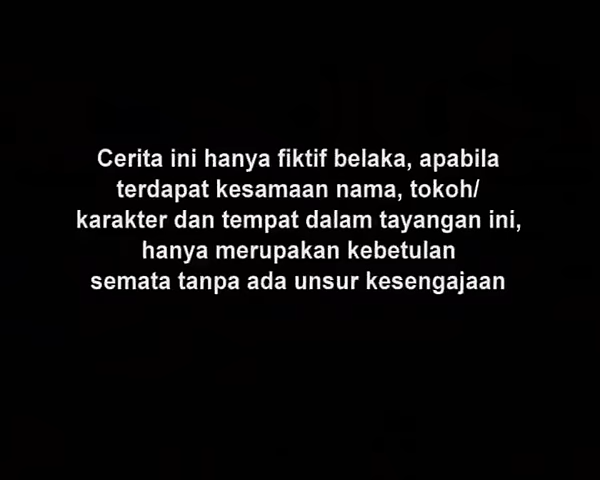 Cerita ini hanya fiktif belaka, apabila
terdapat kesamaan nama, tokoh/
karakter dan tempat dalam tayangan ini,
hanya merupakan kebetulan
semata tanpa ada unsur kesengajaan